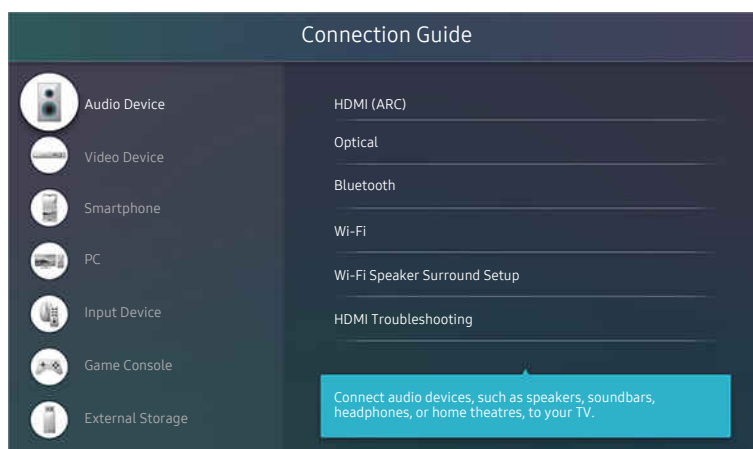 Connection Guide
Audio Device
Video Device
Smartphone
PC
Input Device
Game Console
External Storage
HDMI (ARC)
Optical
Bluetooth
Wi-Fi
Wi-Fi Speaker Surround Setup
HDMI Troubleshooting
Connect audio devices, such as speakers, soundbars,
headphones, or home theatres, to your TV.